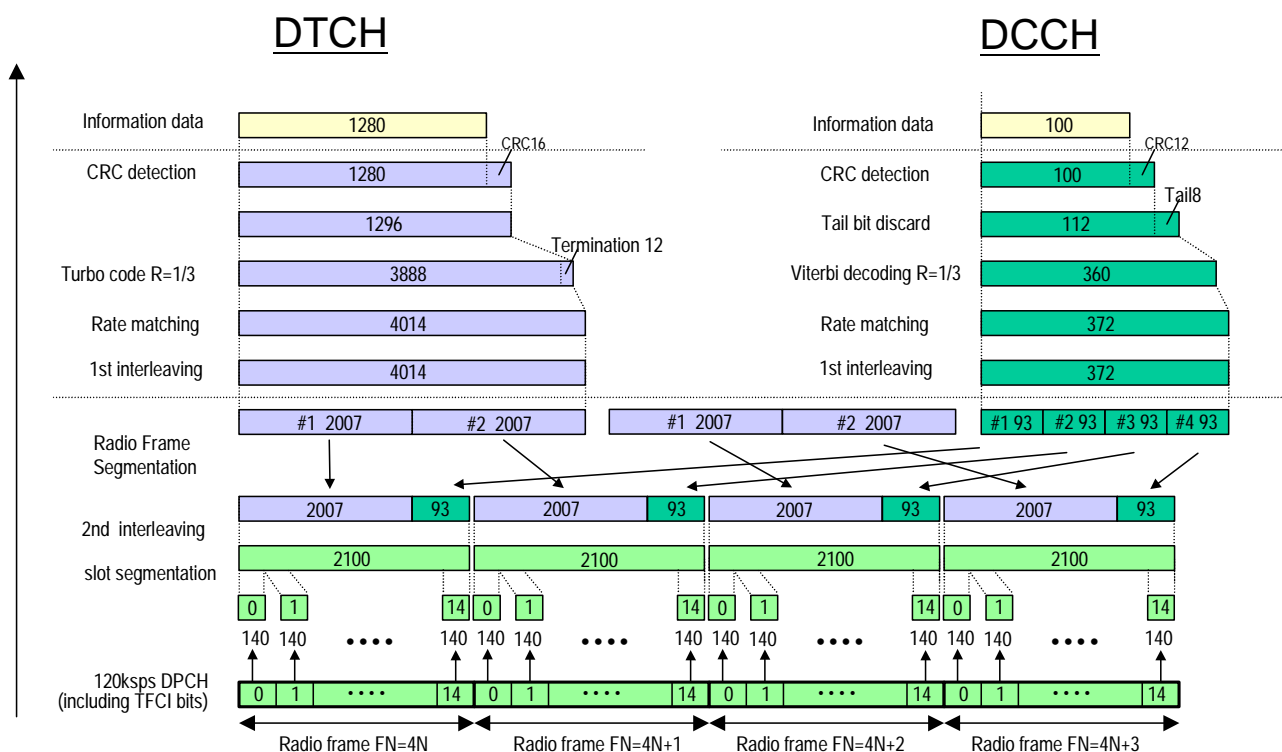 DTCH
DCCH
Information data
1280
Information data
100
CRC16
CRC12
CRC detection
1280
CRC detection
100
Tail8
1296
Tail bit discard
112
Termination 12
Turbo code R=1/3
3888
Viterbi decoding R=1/3
360
Rate matching
4014
Rate matching
372
1st interleaving
4014
1st interleaving
372
#1 2007
#2 2007
#1 2007
#2 2007
#1 93
#2 93
#3 93
#4 93
Radio Frame
Segmentation
2007
93
2007
93
2007
93
2007
93
2nd interleaving
2100
2100
2100
2100
slot segmentation
0
1
14
0
1
14
0
1
14
0
1
14
140
140
••••
140
140
140
••••
140
140
140
••••
140
140
140
••••
140
120ksps DPCH
(including TFCI bits)
0
1
••••
14
0
1
••••
14
0
1
••••
14
0
1
••••
14
Radio frame FN=4N
Radio frame FN=4N+1
Radio frame FN=4N+2
Radio frame FN=4N+3